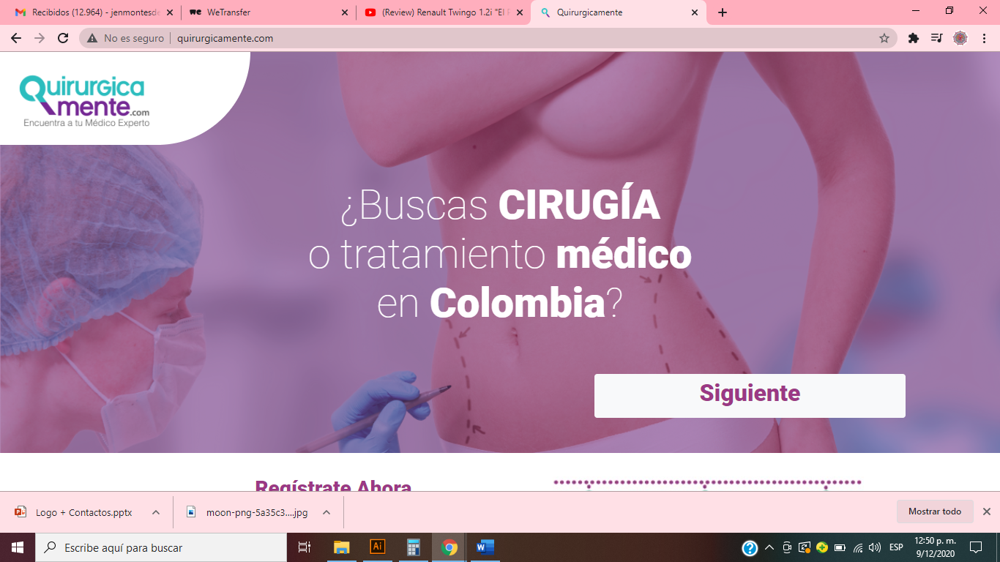 Recibidos (12.964) - jenmontesde
WeTransfer
(Review) Renault Twingo 1.2i "El F
Quirurgicamente
No es seguro
quirurgicamente.com
Quirurgica
mente.com
Encuentra a tu Médico Experto
¿Buscas CIRUGÍA
o tratamiento médico
en Colombia?
Siguiente
Regístrate Ahora
Logo + Contactos.pptx
moon-png-5a35c3....jpg
Mostrar todo
Escribe aquí para buscar
Ai
ESP
12:50 p. m.
9/12/2020